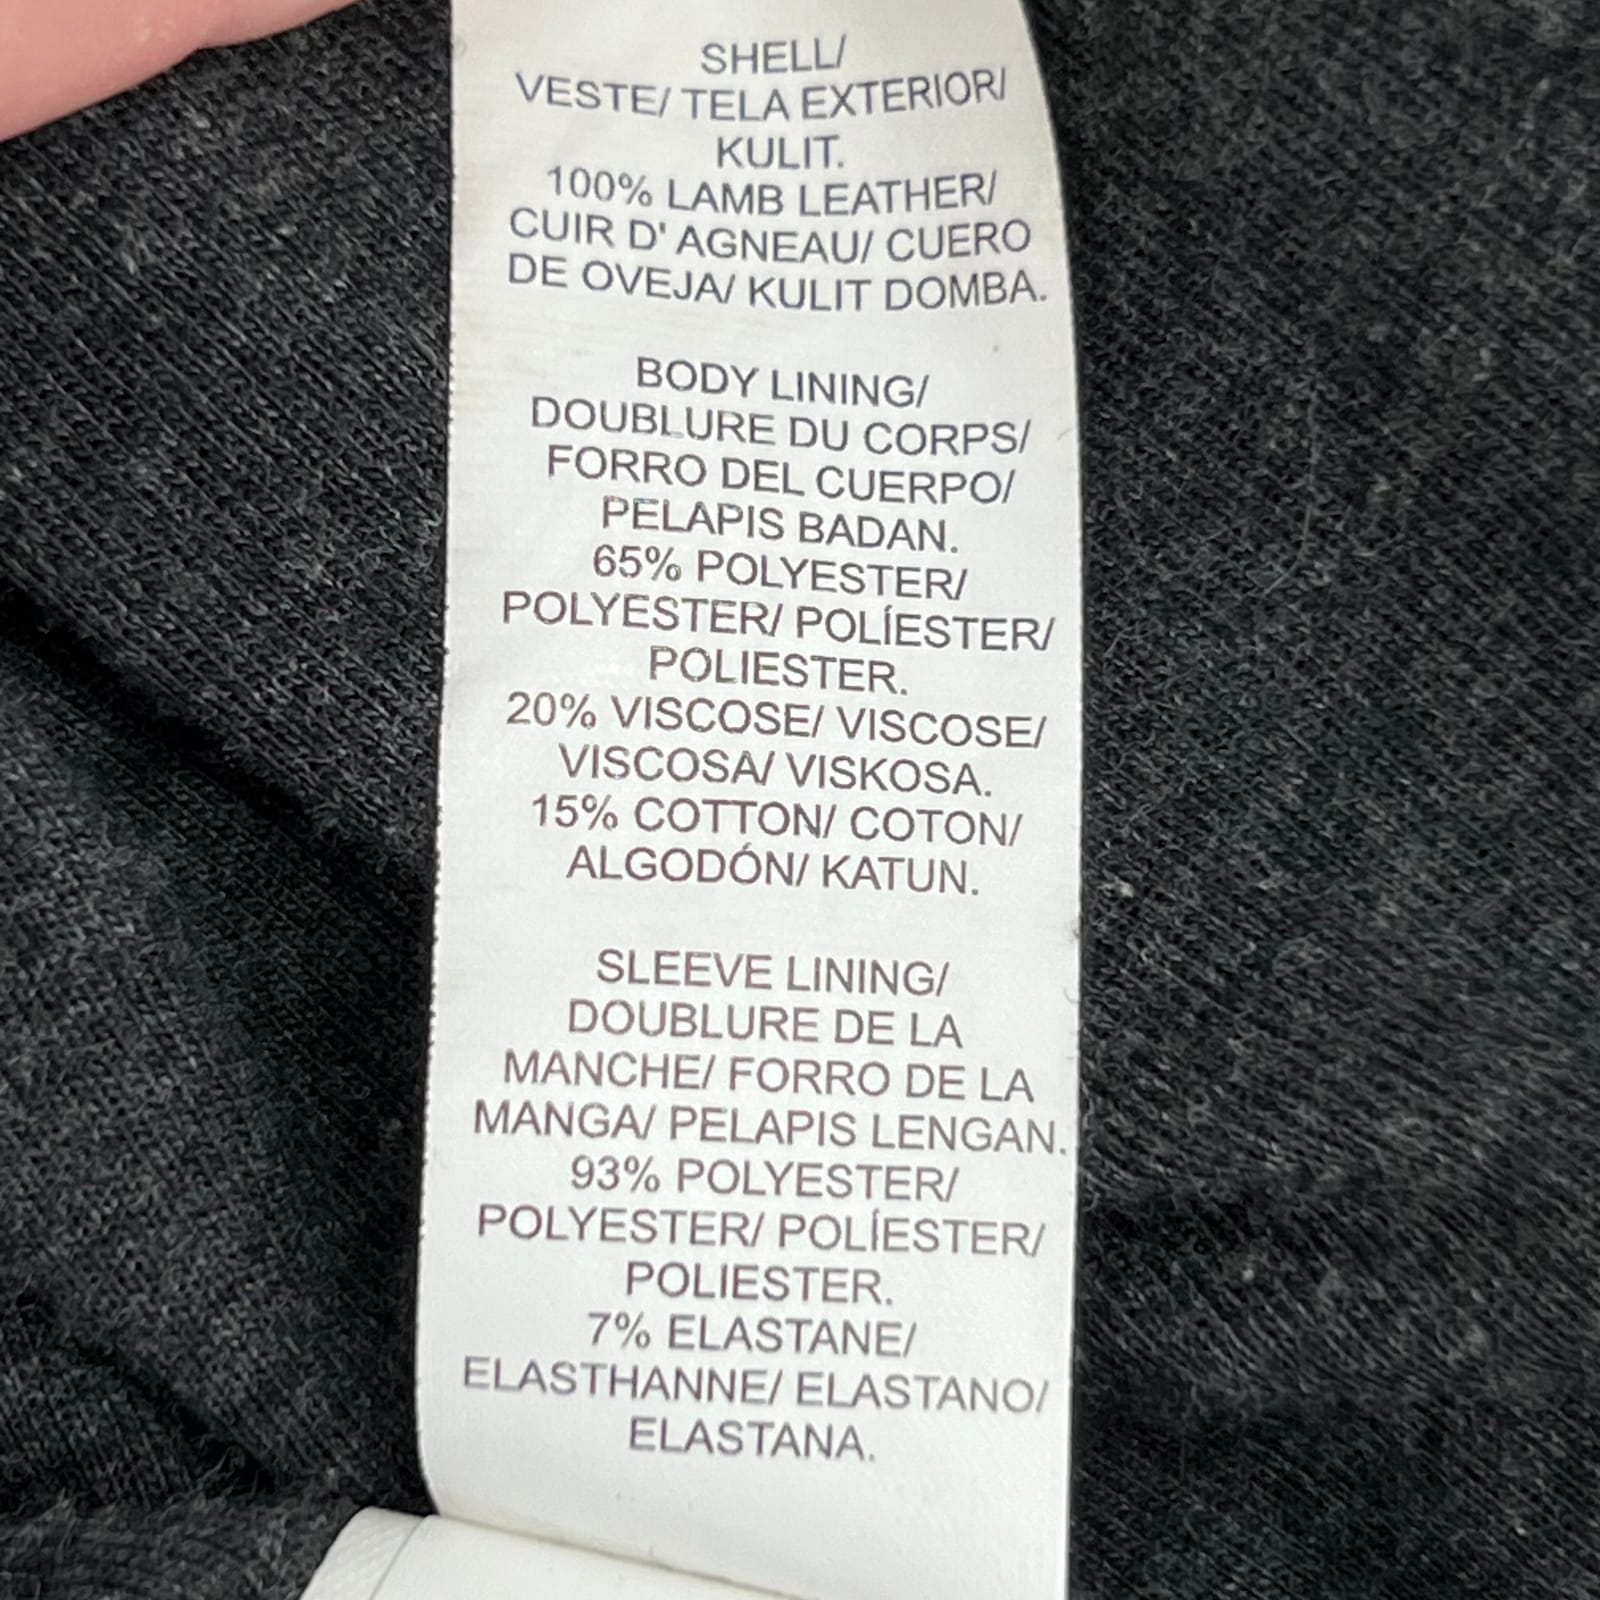 SHELL/
VESTE/ TELA EXTERIOR/
KULIT.
100% LAMB LEATHER/
CUIR D' AGNEAU/ CUERO
DE OVEJA/ KULIT DOMBA.
BODY LINING/
DOUBLURE DU CORPS/
FORRO DEL CUERPO/
PELAPIS BADAN.
65% POLYESTER/
POLYESTER/ POLÍESTER/
POLIESTER.
20% VISCOSE/ VISCOSE/
VISCOSA/ VISKOSA.
15% COTTON/ COTON/
ALGODÓN/ KATUN.
SLEEVE LINING/
DOUBLURE DE LA
MANCHE/ FORRO DE LA
MANGA/ PELAPIS LENGAN.
93% POLYESTER/
POLYESTER/ POLÍESTER/
POLIESTER.
7% ELASTANE/
ELASTHANNE/ ELASTANO/
ELASTANA.